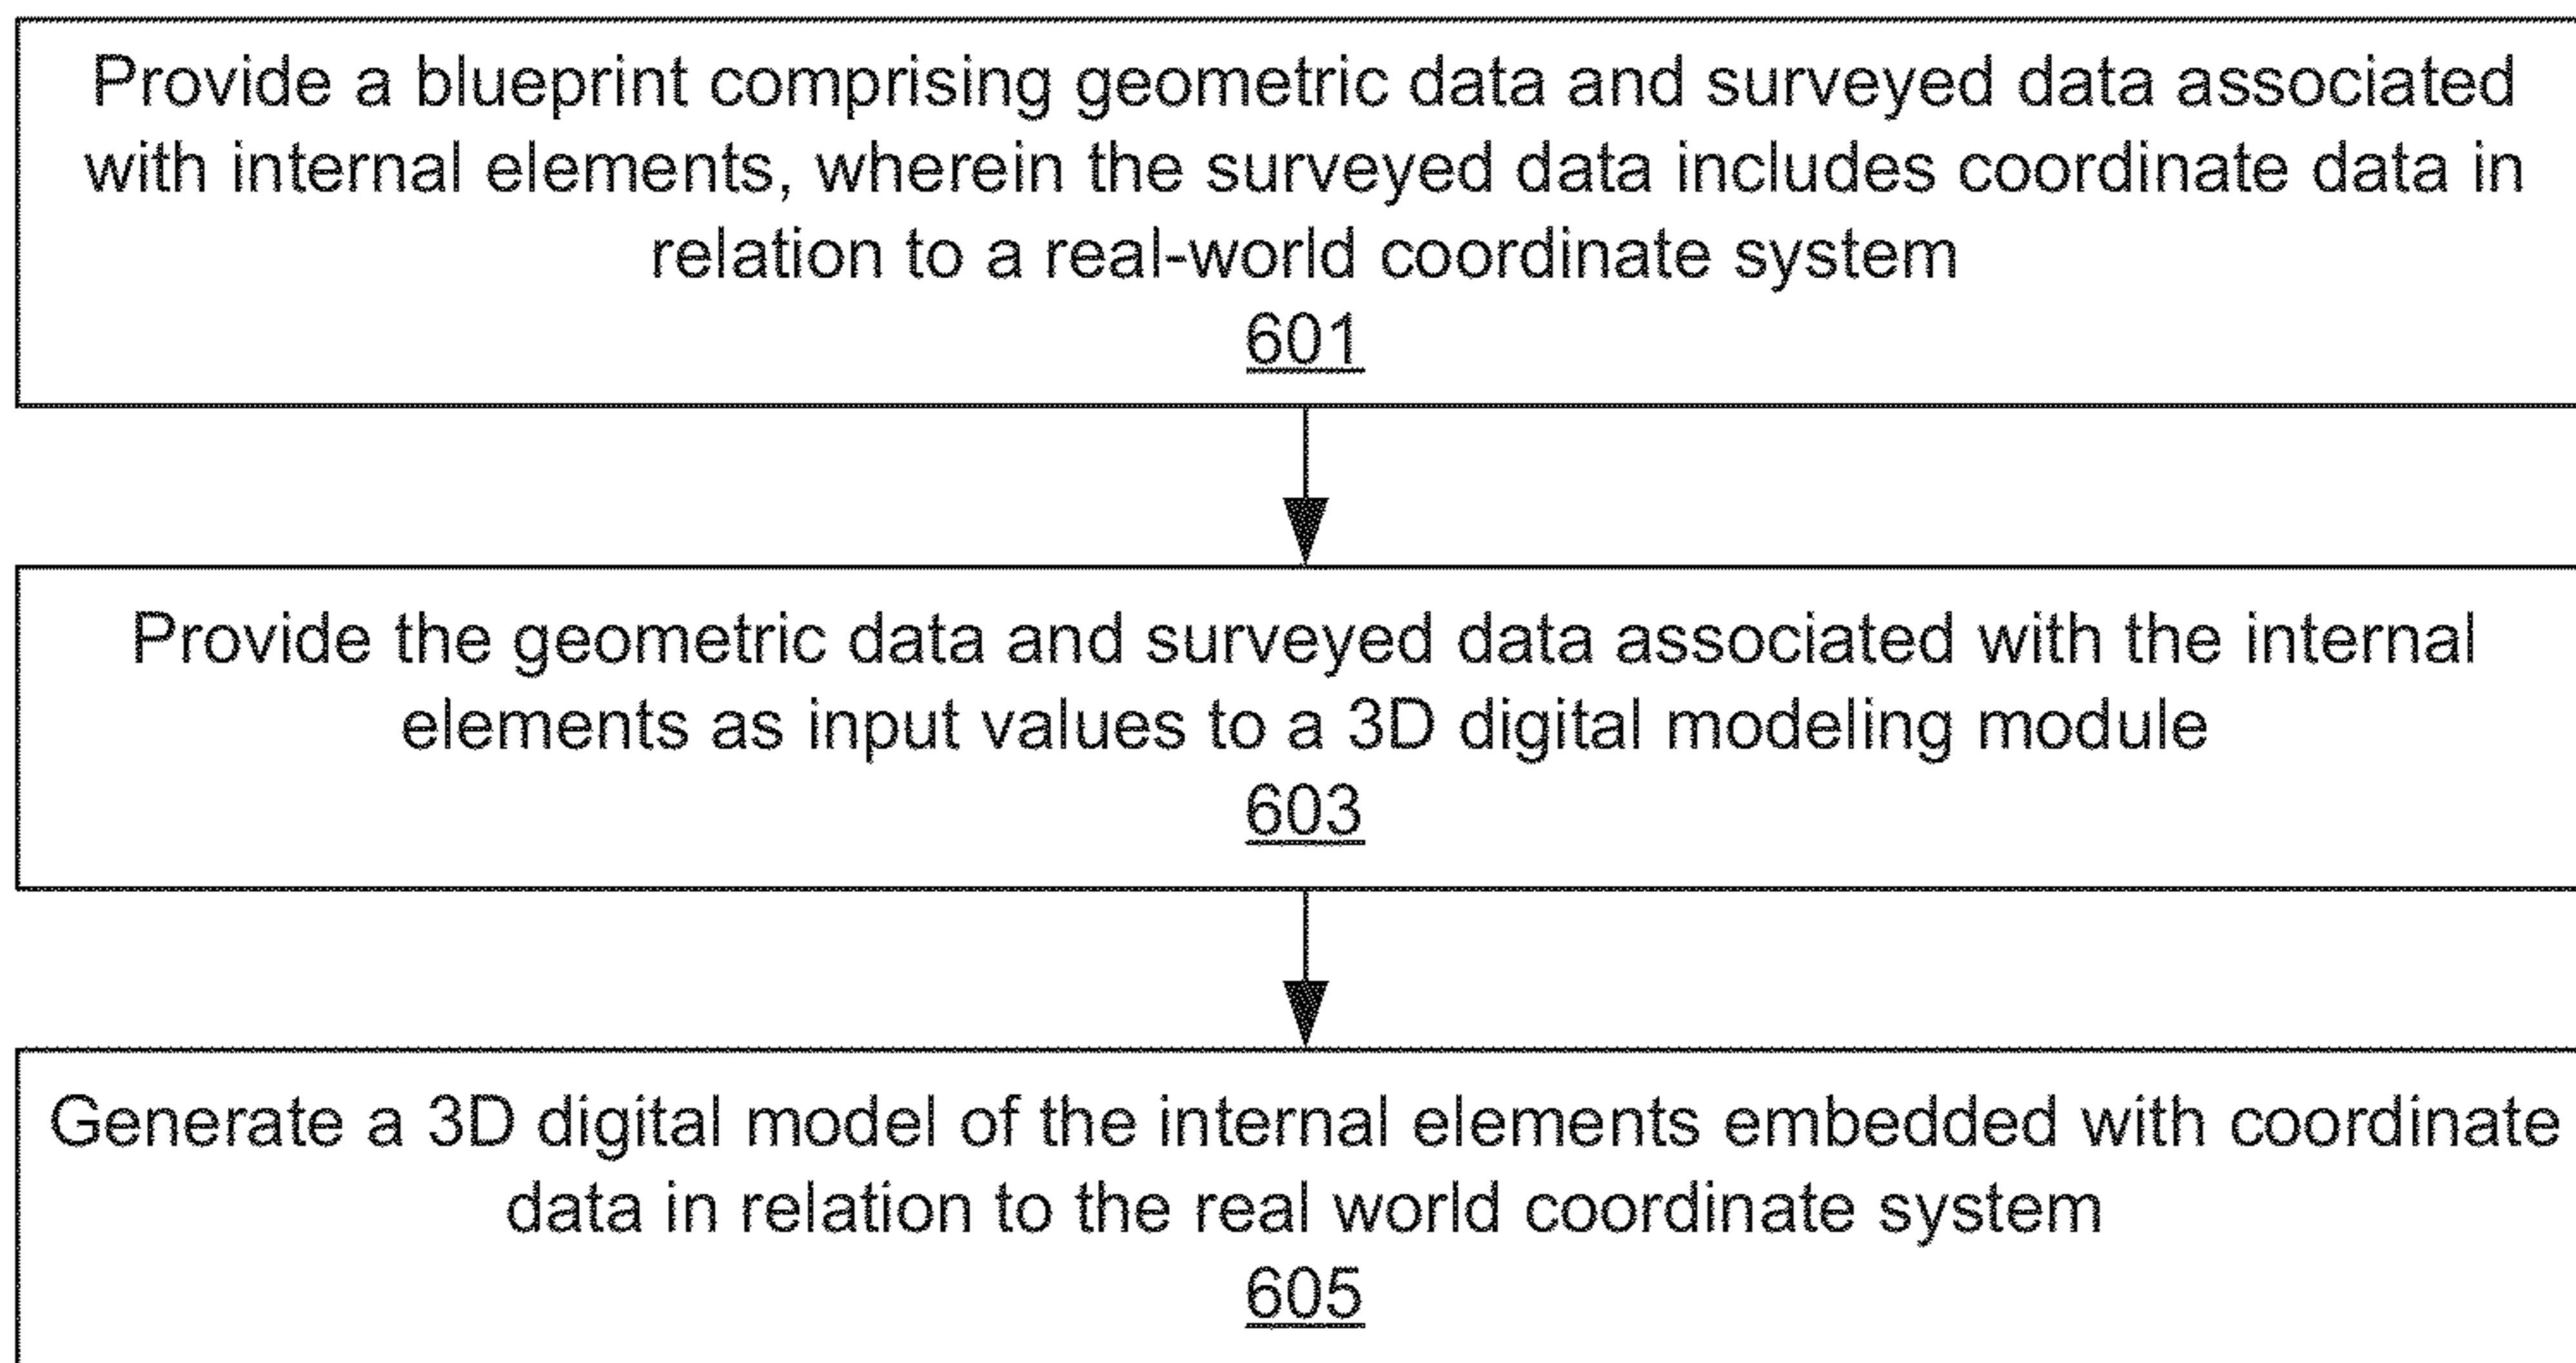 Provide a blueprint comprising geometric data and surveyed data associated
with internal elements, wherein the surveyed data includes coordinate data in
relation to a real-world coordinate system
601
Provide the geometric data and surveyed data associated with the internal
elements as input values to a 3D digital modeling module
603
Generate a 3D digital model of the internal elements embedded with coordinate
data in relation to the real world coordinate system
605